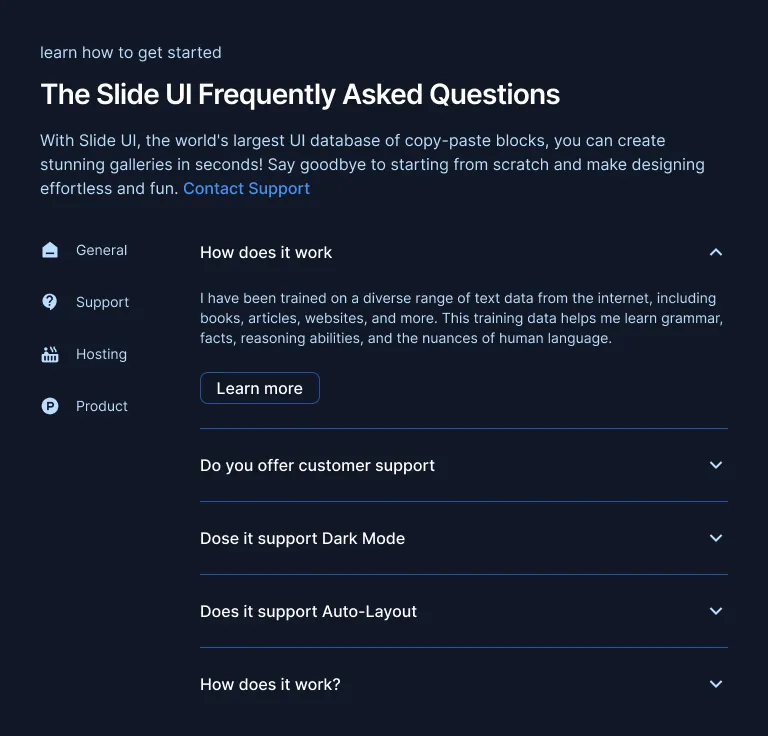 learn how to get started
The Slide UI Frequently Asked Questions
With Slide UI, the world's largest UI database of copy-paste blocks, you can create
stunning galleries in seconds! Say goodbye to starting from scratch and make designing
effortless and fun. Contact Support
General
Support
Hosting
Product
How does it work
I have been trained on a diverse range of text data from the internet, including
books, articles, websites, and more. This training data helps me learn grammar,
facts, reasoning abilities, and the nuances of human language.
Learn more
Do you offer customer support
Dose it support Dark Mode
Does it support Auto-Layout
How does it work?